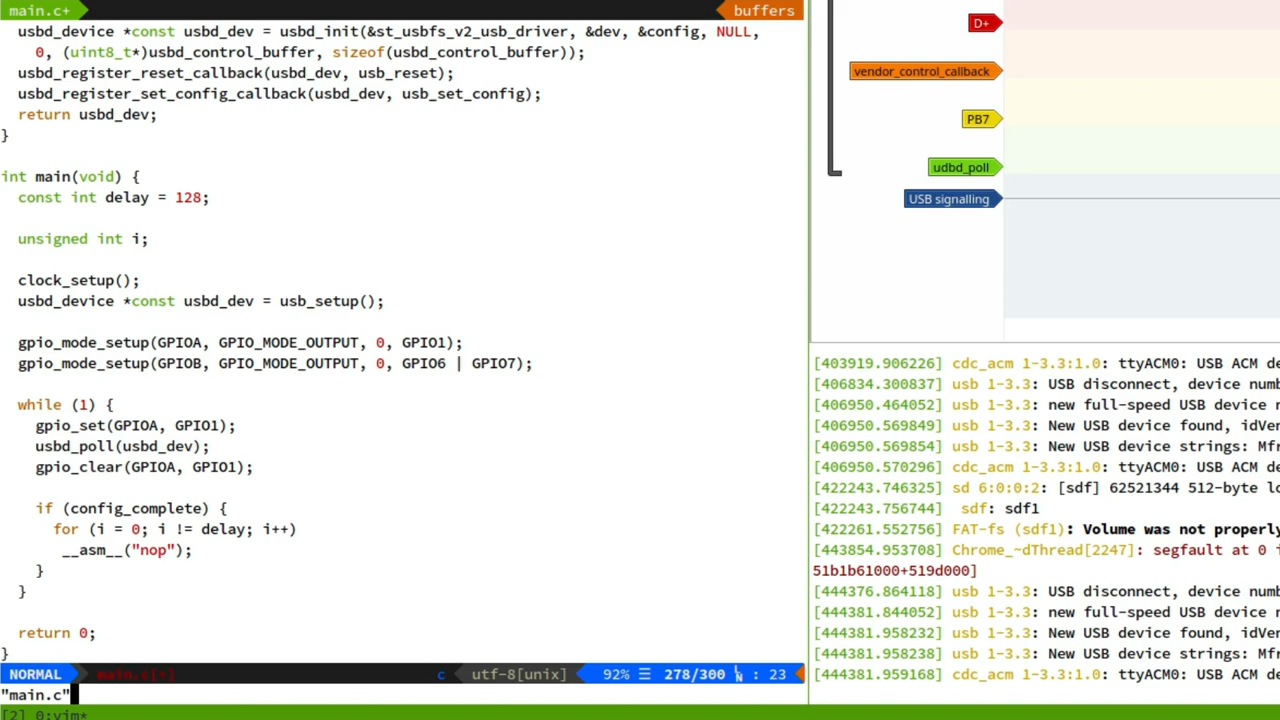 main.c+
buffers
usbd_device *const usbd_dev = usbd_init(&st_usbfs_v2_usb_driver, &dev, &config, NULL,
0, (uint8_t*)usbd_control_buffer, sizeof(usbd_control_buffer));
usbd_register_reset_callback(usbd_dev, usb_reset);
usbd_register_set_config_callback(usbd_dev, usb_set_config);
return usbd_dev;
}
int main(void) {
const int delay = 128;
unsigned int i;
clock_setup();
usbd_device *const usbd_dev = usb_setup();
gpio_mode_setup(GPIOA, GPIO_MODE_OUTPUT, 0, GPIO1);
gpio_mode_setup(GPIOB, GPIO_MODE_OUTPUT, 0, GPIO6 | GPIO7);
while (1) {
gpio_set(GPIOA, GPIO1);
usbd_poll(usbd_dev);
gpio_clear(GPIOA, GPIO1);
if (config_complete) {
for (i = 0; i != delay; i++)
__asm__("nop");
}
}
return 0;
}
NORMAL main.c[+] c utf-8[unix] 92% ☰ 278/300 : 23
"main.c"
[2] 0:vim*
D+
vendor_control_callback
PB7
udbd_poll
USB signalling
[403919.906226] cdc_acm 1-3.3:1.0: ttyACM0: USB ACM de
[406834.300837] usb 1-3.3: USB disconnect, device numb
[406950.464052] usb 1-3.3: new full-speed USB device n
[406950.569849] usb 1-3.3: New USB device found, idVen
[406950.569854] usb 1-3.3: New USB device strings: Mfr
[406950.570296] cdc_acm 1-3.3:1.0: ttyACM0: USB ACM de
[422243.746325] sd 6:0:0:2: [sdf] 62521344 512-byte lo
[422243.756744] sdf: sdf1
[422261.552756] FAT-fs (sdf1): Volume was not properly
[443854.953708] Chrome_~dThread[2247]: segfault at 0 i
51b1b61000+519d000]
[444376.864118] usb 1-3.3: USB disconnect, device numb
[444381.844052] usb 1-3.3: new full-speed USB device n
[444381.958232] usb 1-3.3: New USB device found, idVen
[444381.958238] usb 1-3.3: New USB device strings: Mfr
[444381.959168] cdc_acm 1-3.3:1.0: ttyACM0: USB ACM de